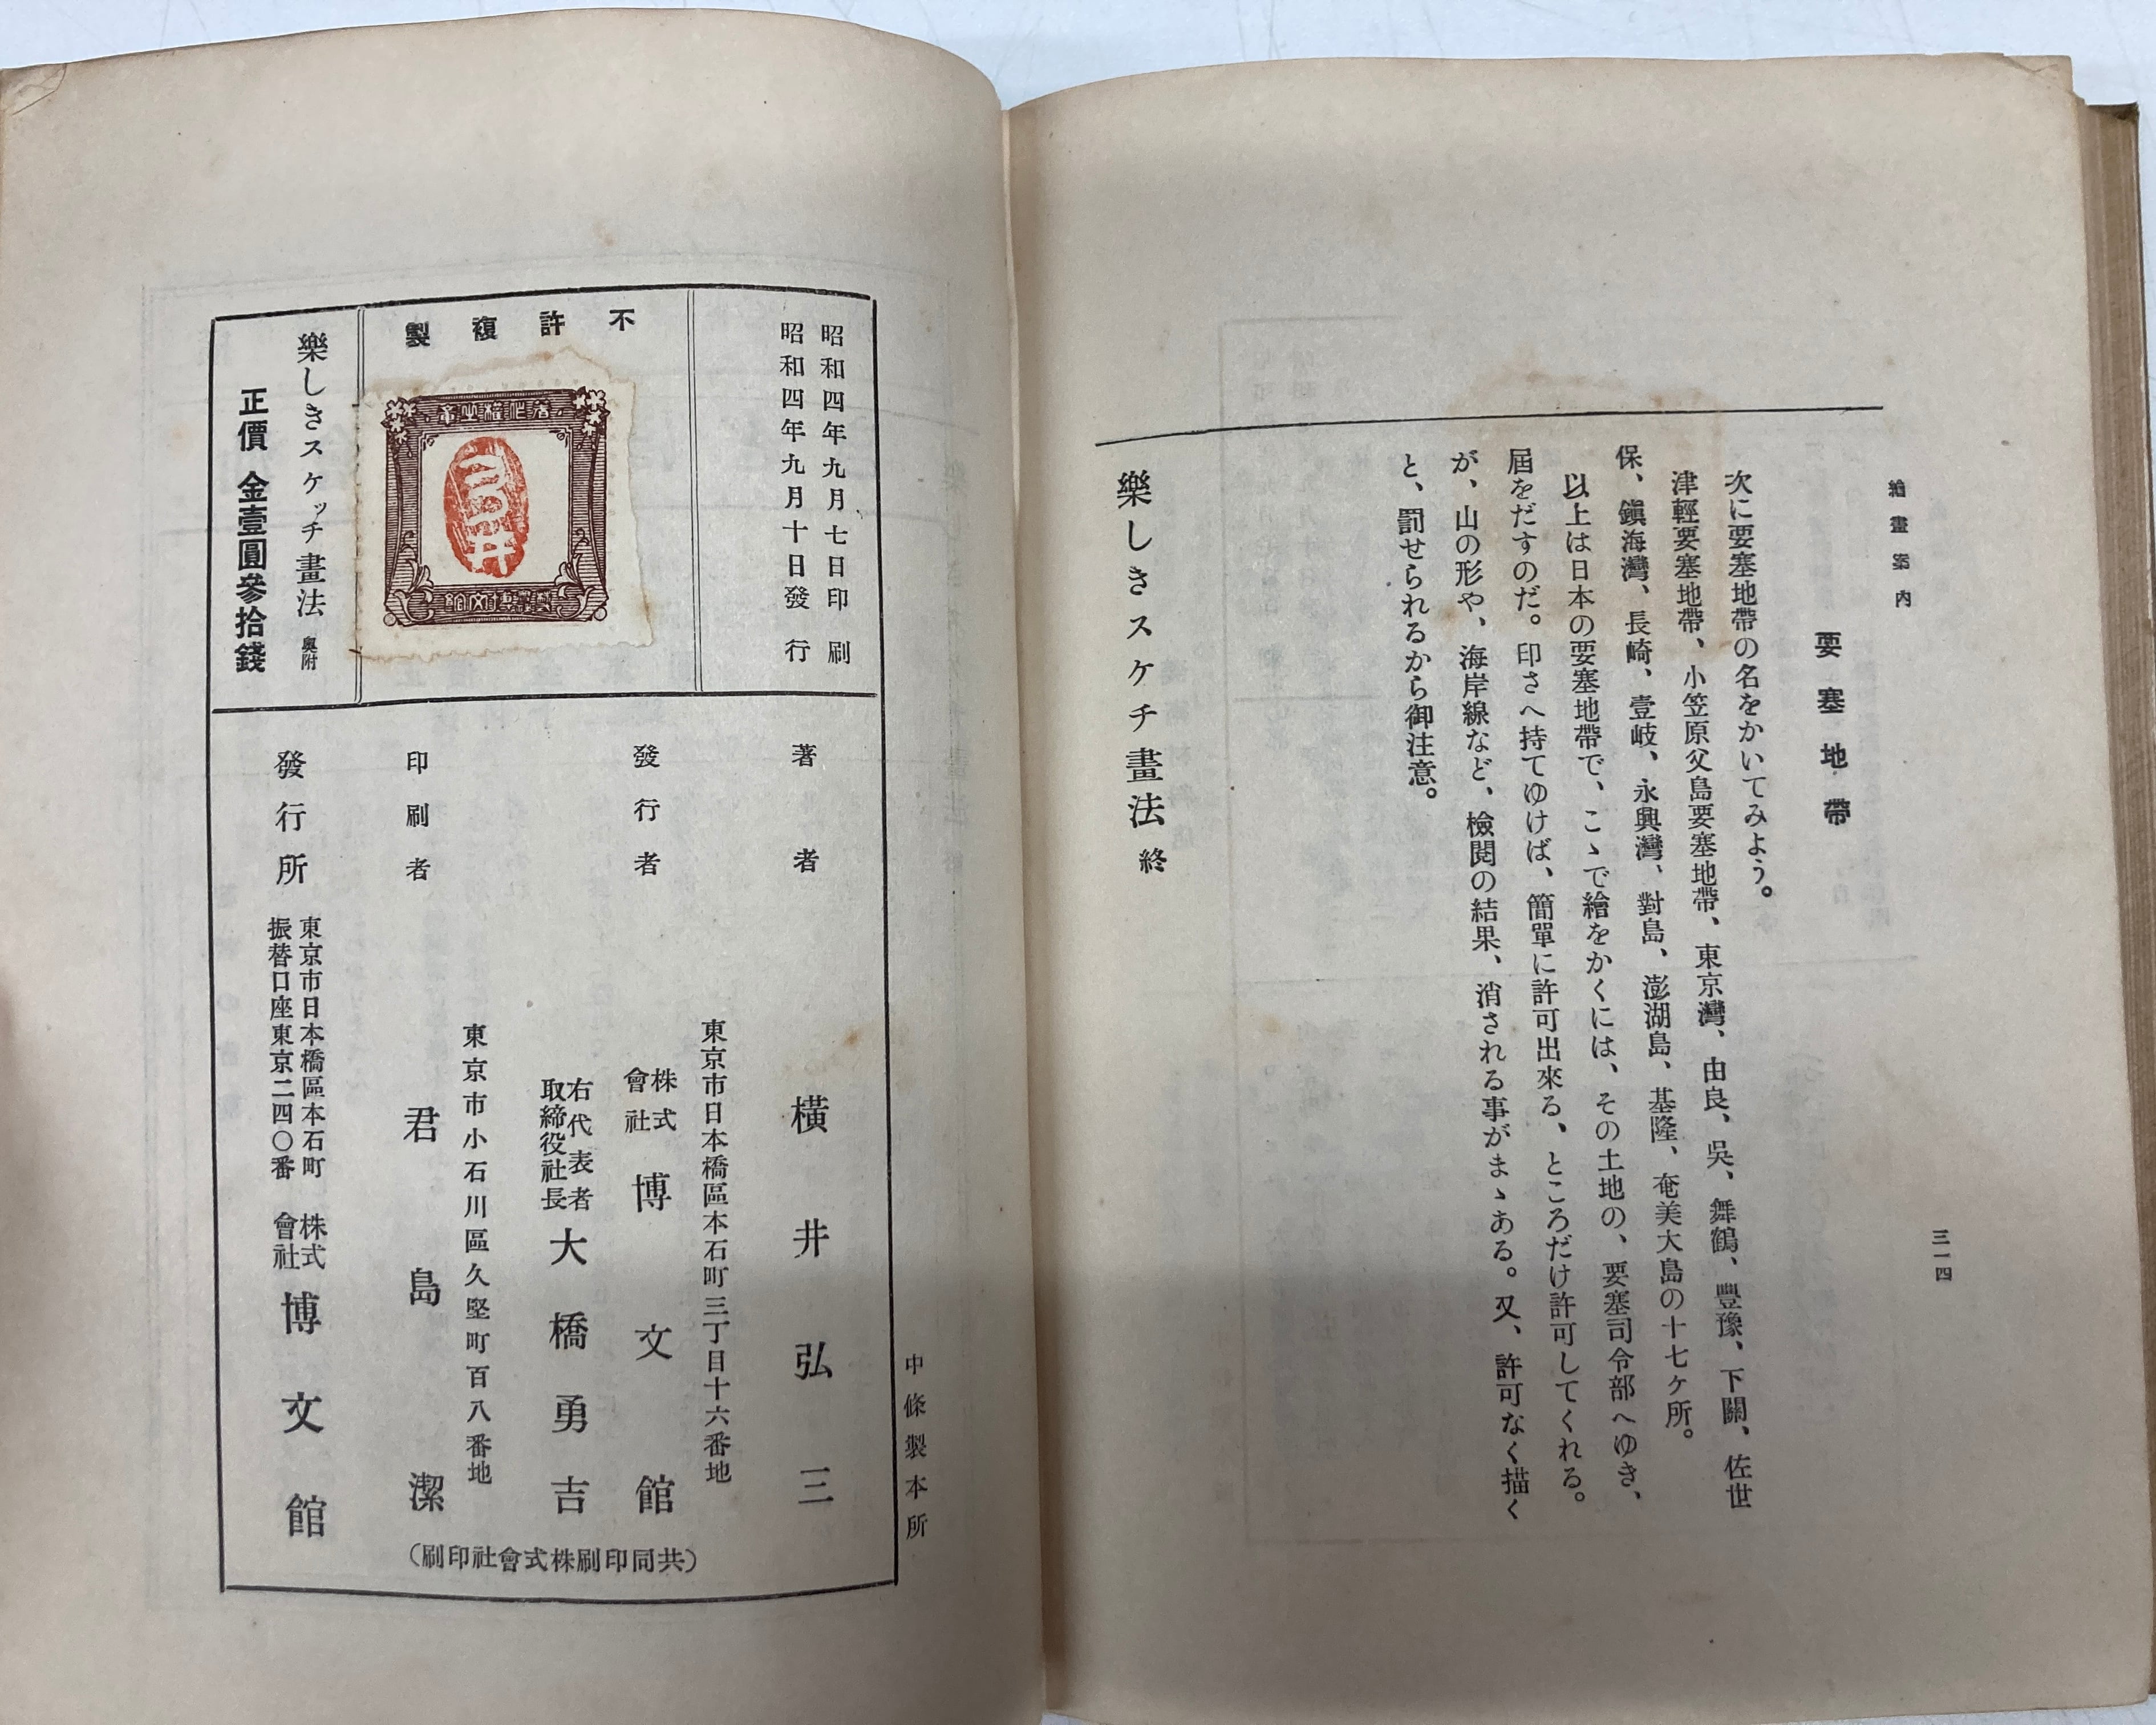 繪畫案内
三一四
要塞地帶
次に要塞地帶の名をかいてみよう。
津輕要塞地帶、小笠原父島要塞地帶、東京灣、由良、吳、舞鶴、豐豫、下關、佐世
保、鎭海灣、長崎、壹岐、永興灣、對島、澎湖島、基隆、奄美大島の十七ケ所。
以上は日本の要塞地帶で、こゝで繪をかくには、その土地の、要塞司令部へゆき、
屆をだすのだ。印さへ持てゆけば、簡單に許可出來る、ところだけ許可してくれる。
が、山の形や、海岸線など、檢閱の結果、消される事がまゝある。又、許可なく描く
と、罰せられるから御注意。
樂しきスケチ畫法 終
中條製本所
昭和四年九月七日印刷
昭和四年九月十日發行
不許複製
著作權之章
三井
樂しきスケッチ畫法 奧附
正價 金壹圓參拾錢
著者 橫井弘三
東京市日本橋區本石町三丁目十六番地
發行者 株式會社 博文館
右代表者
取締役社長 大橋勇吉
東京市小石川區久堅町百八番地
印刷者 君島潔
發行所
東京市日本橋區本石町
振替口座東京二四〇番
株式會社 博文館
(共同印刷株式會社印刷)